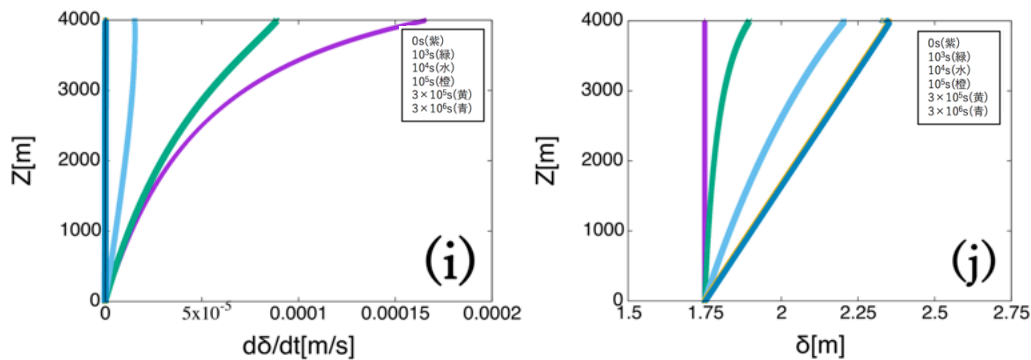 4000
3000
2000
1000
0
Z[m]
0s(紫)
10³s(緑)
10⁴s(水)
10⁵s(橙)
3×10⁵s(黄)
3×10⁶s(青)
(i)
0
5x10⁻⁵
0.0001
0.00015
0.0002
dδ/dt[m/s]
4000
3000
2000
1000
0
Z[m]
0s(紫)
10³s(緑)
10⁴s(水)
10⁵s(橙)
3×10⁵s(黄)
3×10⁶s(青)
(j)
1.5
1.75
2
2.25
2.5
2.75
δ[m]